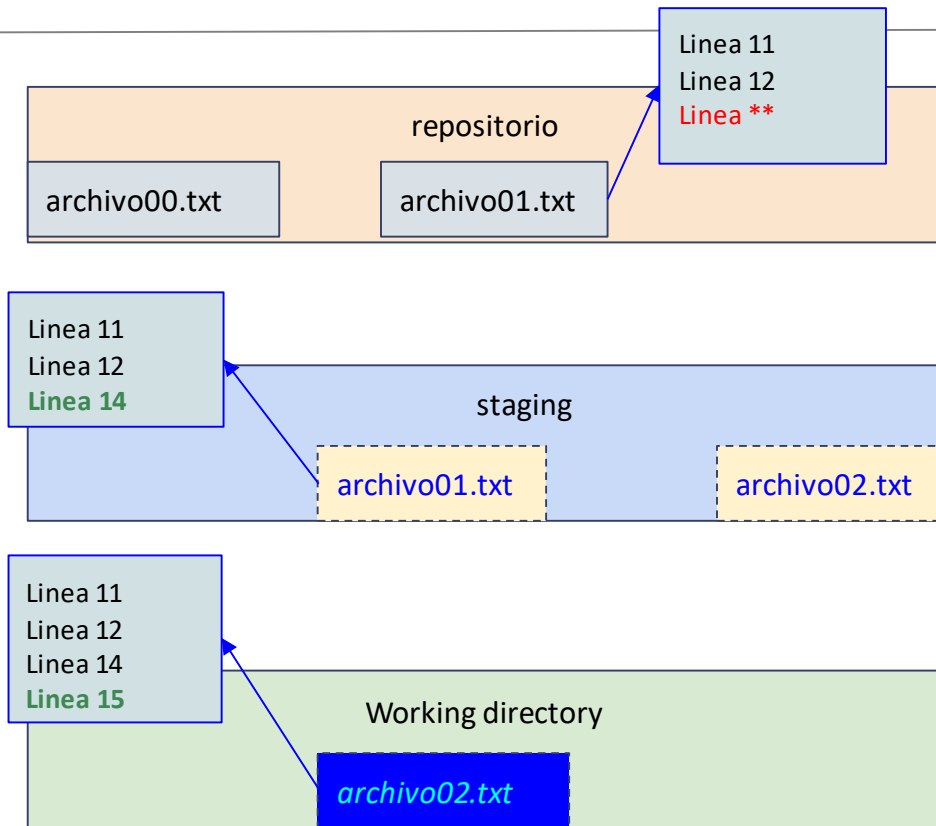 Linea 11
Linea 12
Linea **
repositorio
archivo00.txt
archivo01.txt
Linea 11
Linea 12
Linea 14
staging
archivo01.txt
archivo02.txt
Linea 11
Linea 12
Linea 14
Linea 15
Working directory
archivo02.txt